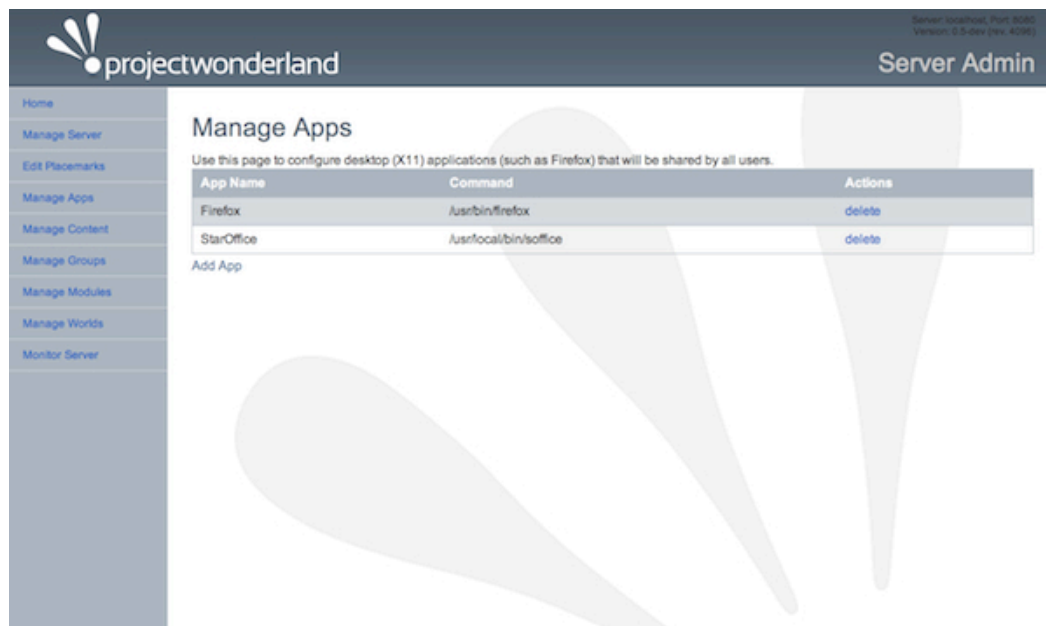 Server: localhost, Port: 8080
Version: 0.5-dev (rev. 4096)
projectwonderland
Server Admin
Home
Manage Server
Edit Placemarks
Manage Apps
Manage Content
Manage Groups
Manage Modules
Manage Worlds
Monitor Server
Manage Apps
Use this page to configure desktop (X11) applications (such as Firefox) that will be shared by all users.
App Name Command Actions
Firefox /usr/bin/firefox delete
StarOffice /usr/local/bin/soffice delete
Add App